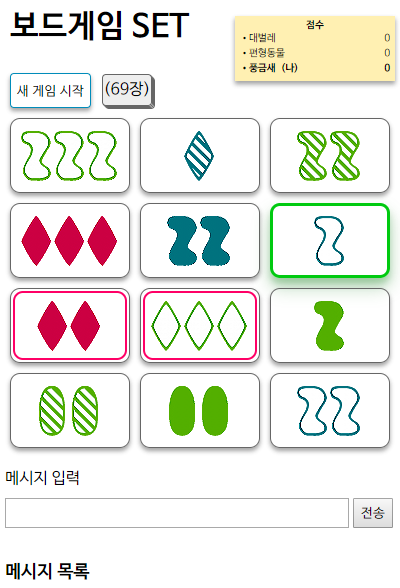 보드게임 SET
점수
• 대벌레 0
• 편형동물 0
• 풍금새 (나) 0
새 게임 시작
(69장)
메시지 입력
전송
메시지 목록